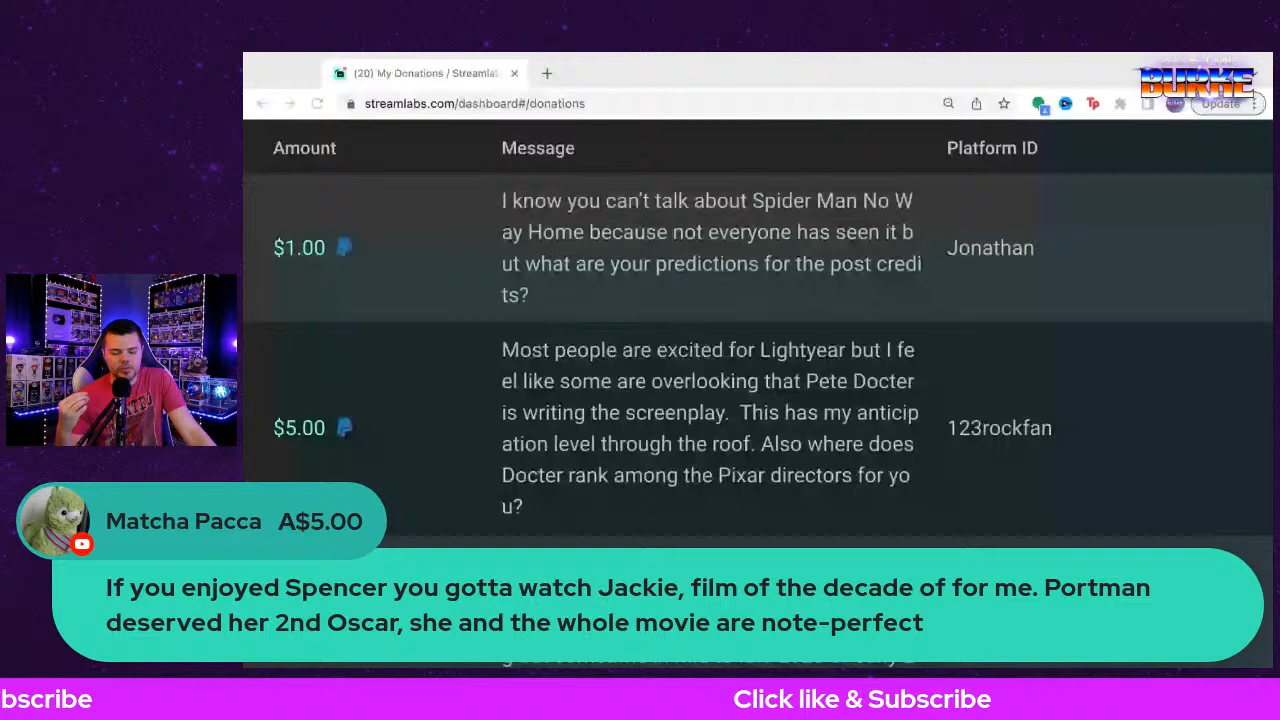 (20) My Donations / Streamla
BURKE
streamlabs.com/dashboard#/donations
Tp
Update
Amount
Message
Platform ID
I know you can't talk about Spider Man No W
ay Home because not everyone has seen it b
$1.00
Jonathan
ut what are your predictions for the post credi
ts?
Most people are excited for Lightyear but I fe
el like some are overlooking that Pete Docter
is writing the screenplay. This has my anticip
$5.00
123rockfan
ation level through the roof. Also where does
Docter rank among the Pixar directors for yo
u?
Matcha Pacca A$5.00
If you enjoyed Spencer you gotta watch Jackie, film of the decade of for me. Portman
deserved her 2nd Oscar, she and the whole movie are note-perfect
bscribe
Click like & Subscribe